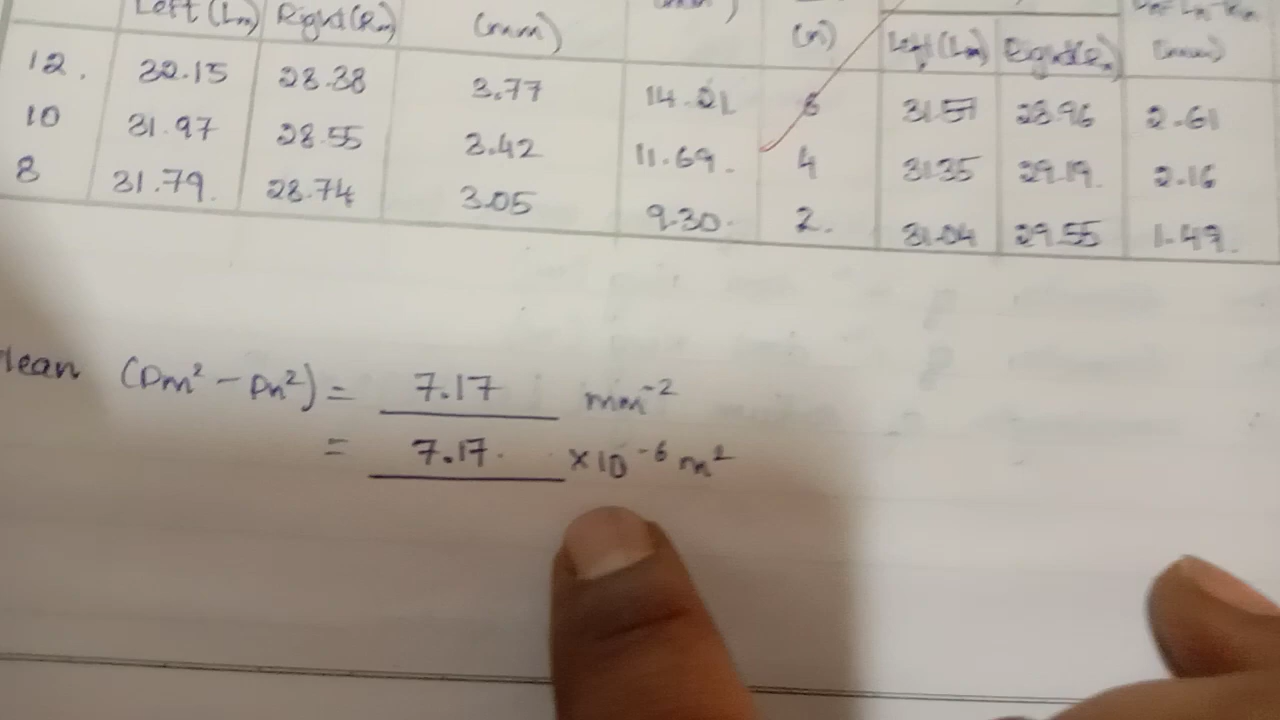 Left (Lm) Right (Rm) (mm) (n) Left (Lm) Right (Rn) (mm)
12. 32.15 28.38 3.77 14.21 6 31.57 28.96 2.61
10 31.97 28.55 3.42 11.69. 4 31.35 29.19. 2.16
8 31.79. 28.74 3.05 9.30. 2. 31.04 29.55 1.49.
Mean (Dm² - Dn²) = 7.17 mm⁻²
= 7.17. ×10⁻⁶ m²